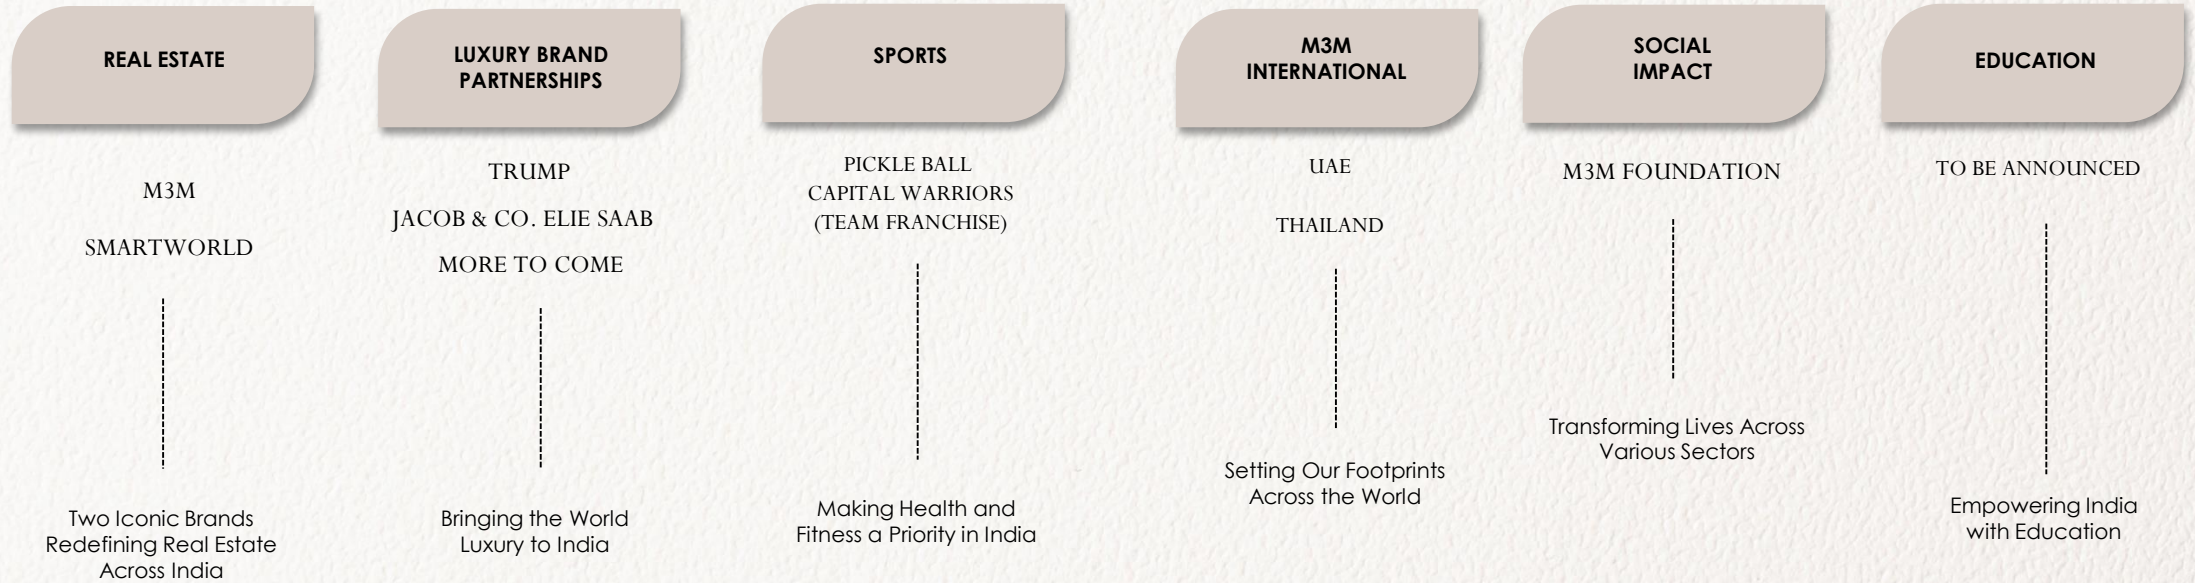 REAL ESTATE
M3M
SMARTWORLD
Two Iconic Brands
Redefining Real Estate
Across India
LUXURY BRAND
PARTNERSHIPS
TRUMP
JACOB & CO. ELIE SAAB
MORE TO COME
Bringing the World
Luxury to India
SPORTS
PICKLE BALL
CAPITAL WARRIORS
(TEAM FRANCHISE)
Making Health and
Fitness a Priority in India
M3M
INTERNATIONAL
UAE
THAILAND
Setting Our Footprints
Across the World
SOCIAL
IMPACT
M3M FOUNDATION
Transforming Lives Across
Various Sectors
EDUCATION
TO BE ANNOUNCED
Empowering India
with Education